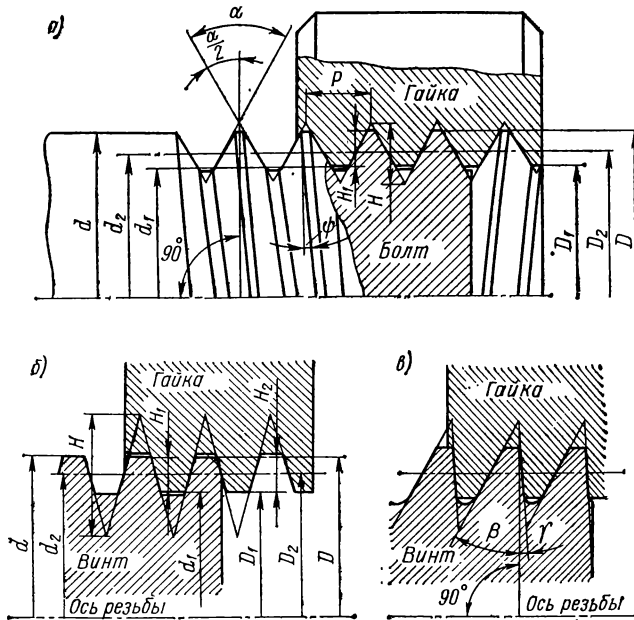 а)
α
α/2
P
Гайка
d
d₂
d₁
90°
H₁
H
ψ
Болт
D₁
D₂
D
б)
Гайка
H
H₁
H₂
d
d₂
Винт
d₁
D₁
D₂
D
Ось резьбы
в)
Гайка
Винт
β
γ
90°
Ось резьбы